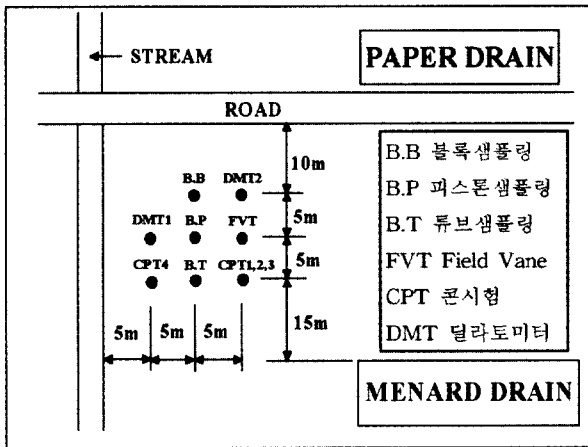 STREAM
PAPER DRAIN
ROAD
B.B 블록샘플링
B.P 피스톤샘플링
B.T 튜브샘플링
FVT Field Vane
CPT 콘시험
DMT 딜라토미터
10m
B.B DMT2
5m
DMT1 B.P FVT
5m
CPT4 B.T CPT1,2,3
5m 5m 5m
15m
MENARD DRAIN